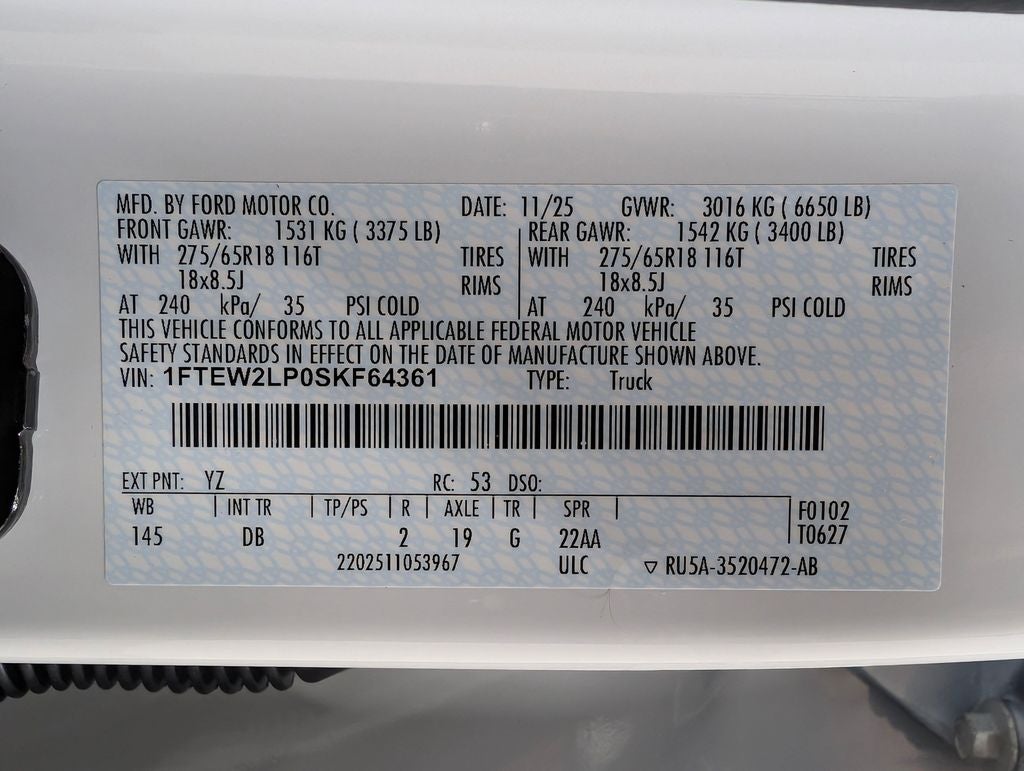 MFD. BY FORD MOTOR CO. DATE: 11/25 GVWR: 3016 KG ( 6650 LB)
FRONT GAWR: 1531 KG ( 3375 LB) REAR GAWR: 1542 KG ( 3400 LB)
WITH 275/65R18 116T TIRES WITH 275/65R18 116T TIRES
18x8.5J RIMS 18x8.5J RIMS
AT 240 kPa/ 35 PSI COLD AT 240 kPa/ 35 PSI COLD
THIS VEHICLE CONFORMS TO ALL APPLICABLE FEDERAL MOTOR VEHICLE
SAFETY STANDARDS IN EFFECT ON THE DATE OF MANUFACTURE SHOWN ABOVE.
VIN: 1FTEW2LP0SKF64361 TYPE: Truck
EXT PNT: YZ RC: 53 DSO:
WB INT TR TP/PS R AXLE TR SPR F0102
145 DB 2 19 G 22AA T0627
2202511053967 ULC ▽ RU5A-3520472-AB